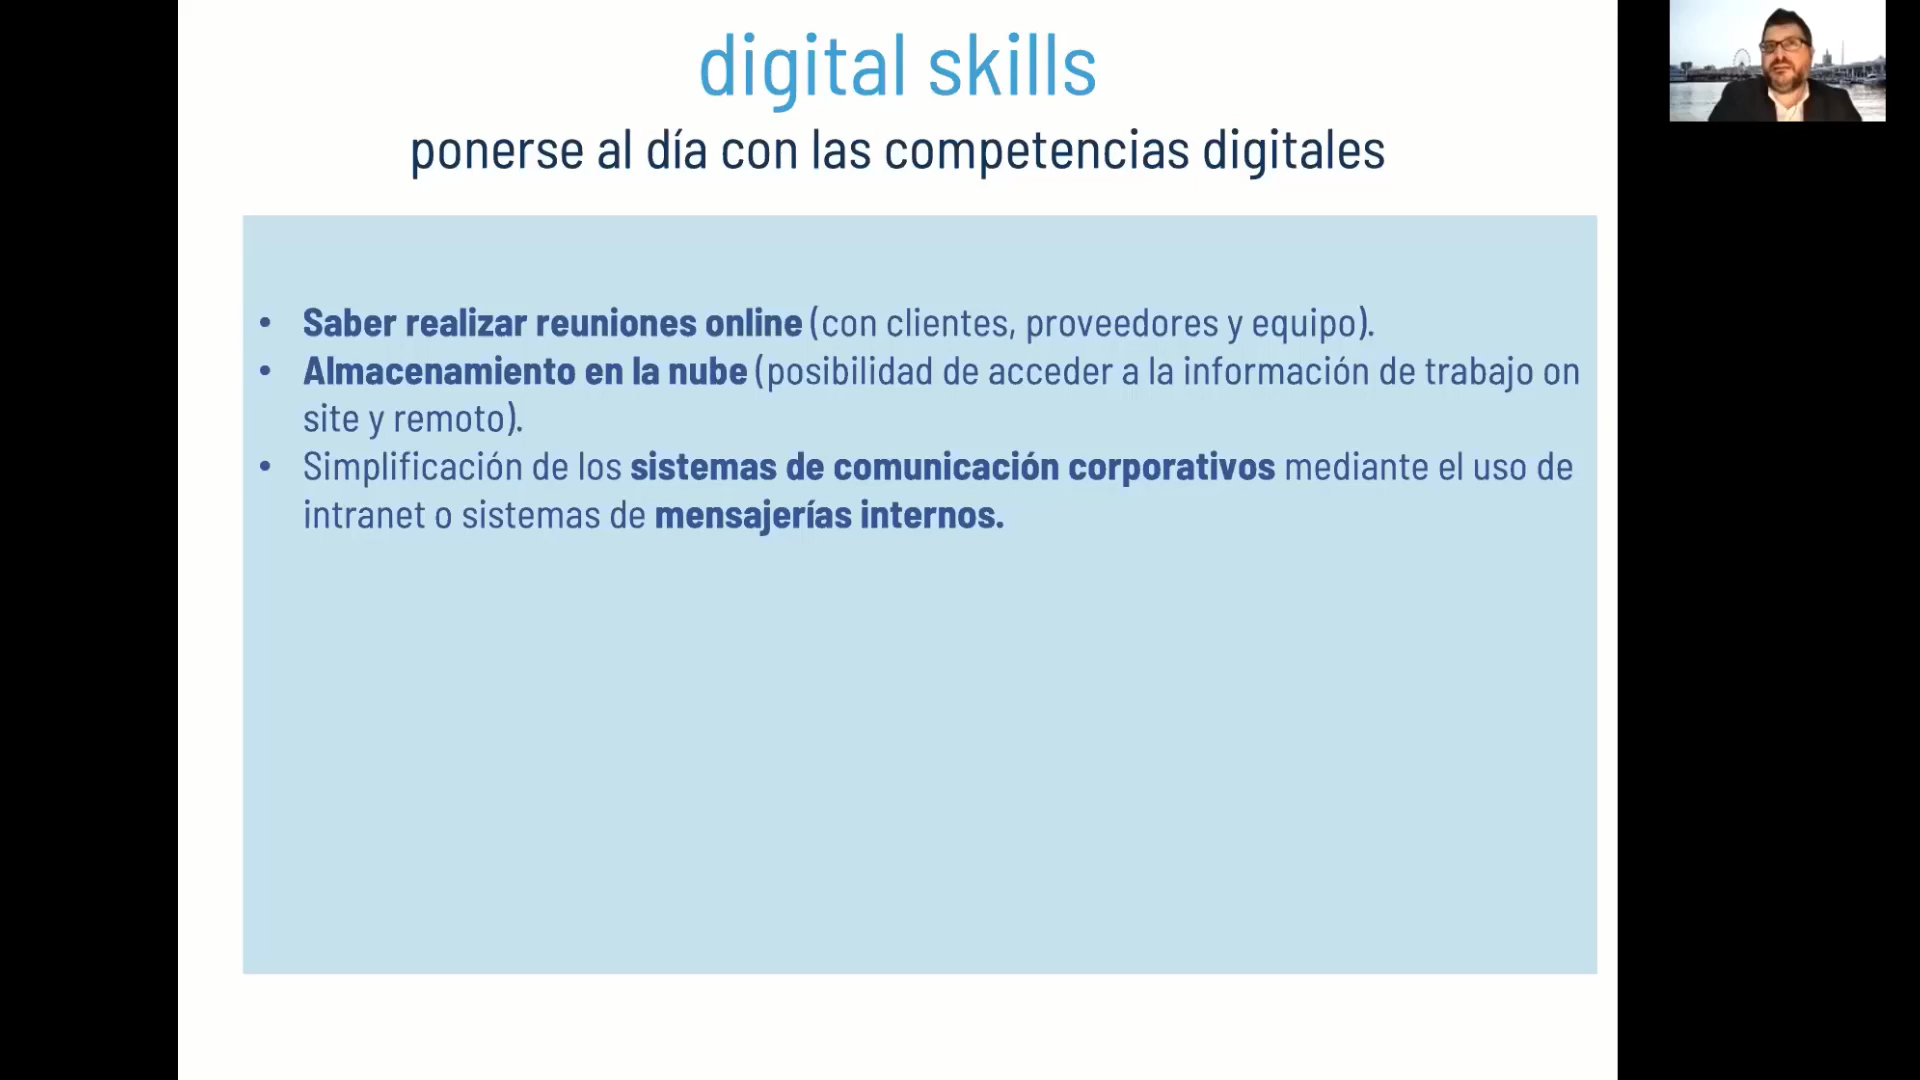 digital skills
ponerse al día con las competencias digitales
• Saber realizar reuniones online (con clientes, proveedores y equipo).
• Almacenamiento en la nube (posibilidad de acceder a la información de trabajo on
site y remoto).
• Simplificación de los sistemas de comunicación corporativos mediante el uso de
intranet o sistemas de mensajerías internos.